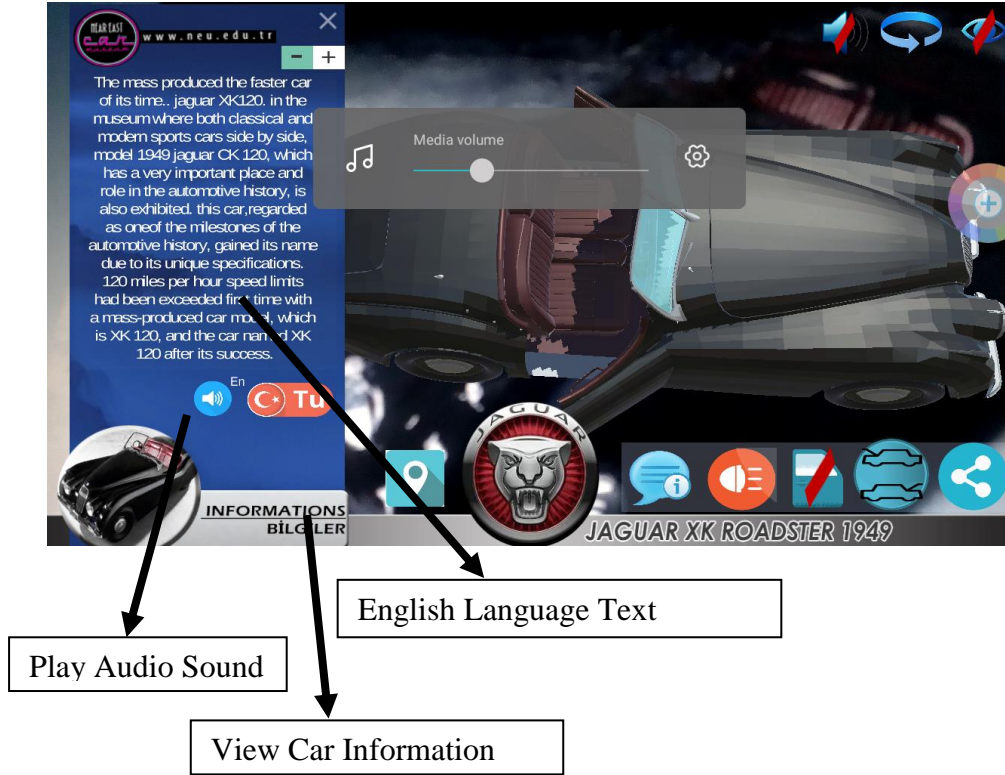 NEAR EAST
car
www.neu.edu.tr
- +
The mass produced the faster car
of its time.. jaguar XK120. in the
museum where both classical and
modern sports cars side by side,
model 1949 jaguar CK 120, which
has a very important place and
role in the automotive history, is
also exhibited. this car,regarded
as oneof the milestones of the
automotive history, gained its name
due to its unique specifications.
120 miles per hour speed limits
had been exceeded first time with
a mass-produced car model, which
is XK 120, and the car named XK
120 after its success.
Media volume
En
Tu
JAGUAR
INFORMATIONS
BİLGİLER
JAGUAR XK ROADSTER 1949
English Language Text
Play Audio Sound
View Car Information